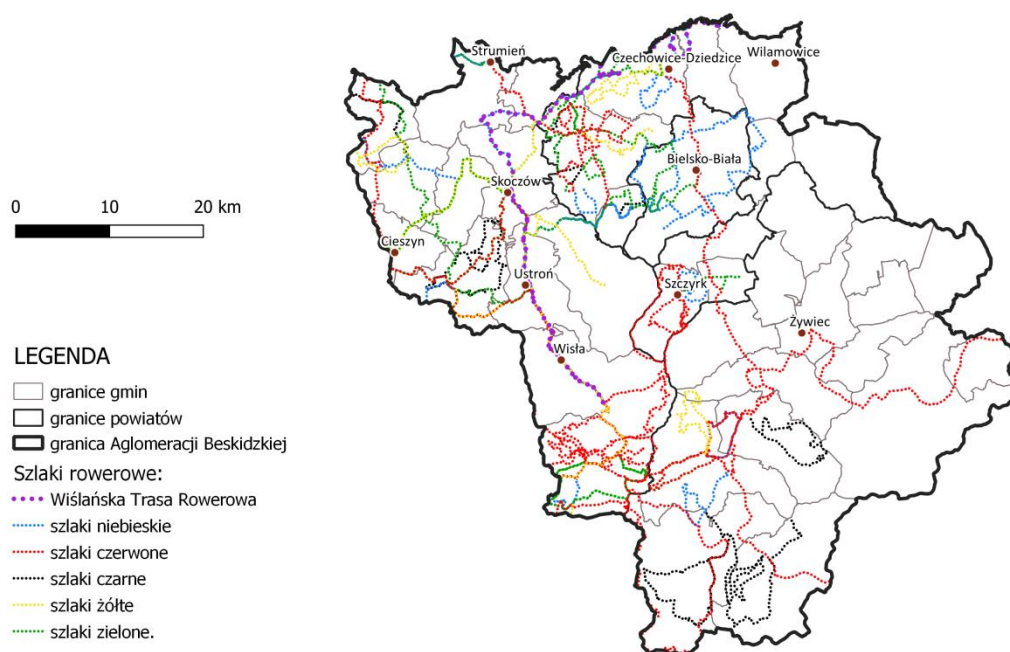 Strumień
Czechowice-Dziedzice
Wilamowice
Bielsko-Biała
Skoczów
0 10 20 km
Cieszyn
Ustroń
Szczyrk
Żywiec
Wisła
LEGENDA
granice gmin
granice powiatów
granica Aglomeracji Beskidzkiej
Szlaki rowerowe:
Wiślańska Trasa Rowerowa
szlaki niebieskie
szlaki czerwone
szlaki czarne
szlaki żółte
szlaki zielone.